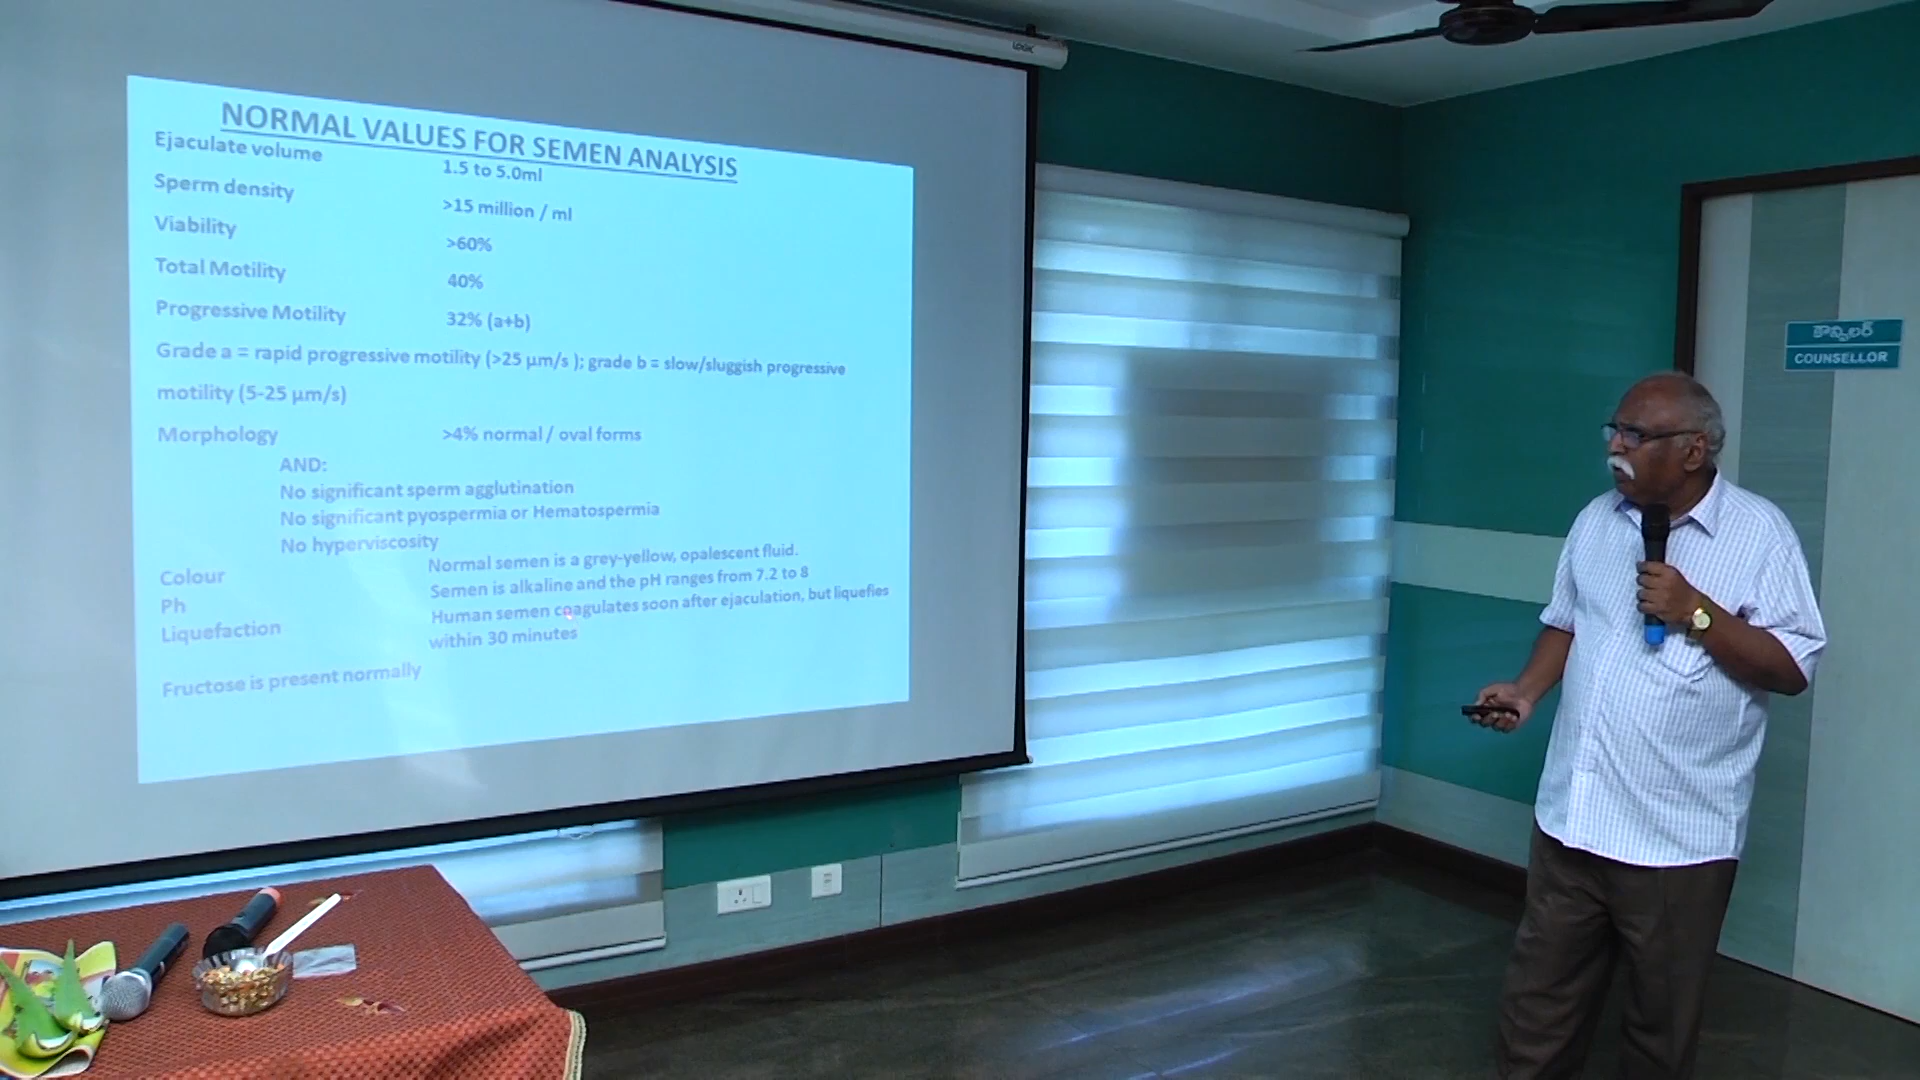 LOGIC
NORMAL VALUES FOR SEMEN ANALYSIS
Ejaculate volume 1.5 to 5.0ml
Sperm density >15 million / ml
Viability >60%
Total Motility 40%
Progressive Motility 32% (a+b)
Grade a = rapid progressive motility (>25 µm/s ); grade b = slow/sluggish progressive
motility (5-25 µm/s)
Morphology >4% normal / oval forms
AND:
No significant sperm agglutination
No significant pyospermia or Hematospermia
No hyperviscosity
Colour Normal semen is a grey-yellow, opalescent fluid.
Ph Semen is alkaline and the pH ranges from 7.2 to 8
Liquefaction Human semen coagulates soon after ejaculation, but liquefies
within 30 minutes
Fructose is present normally
కౌన్సిలర్
COUNSELLOR